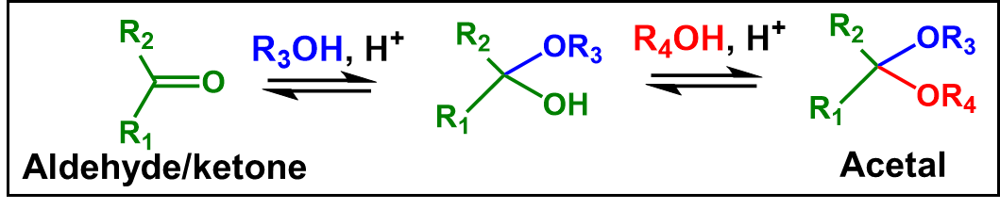 R₂
O
R₁
Aldehyde/ketone
R₃OH, H⁺
R₂
OR₃
OH
R₁
R₄OH, H⁺
R₂
OR₃
OR₄
R₁
Acetal